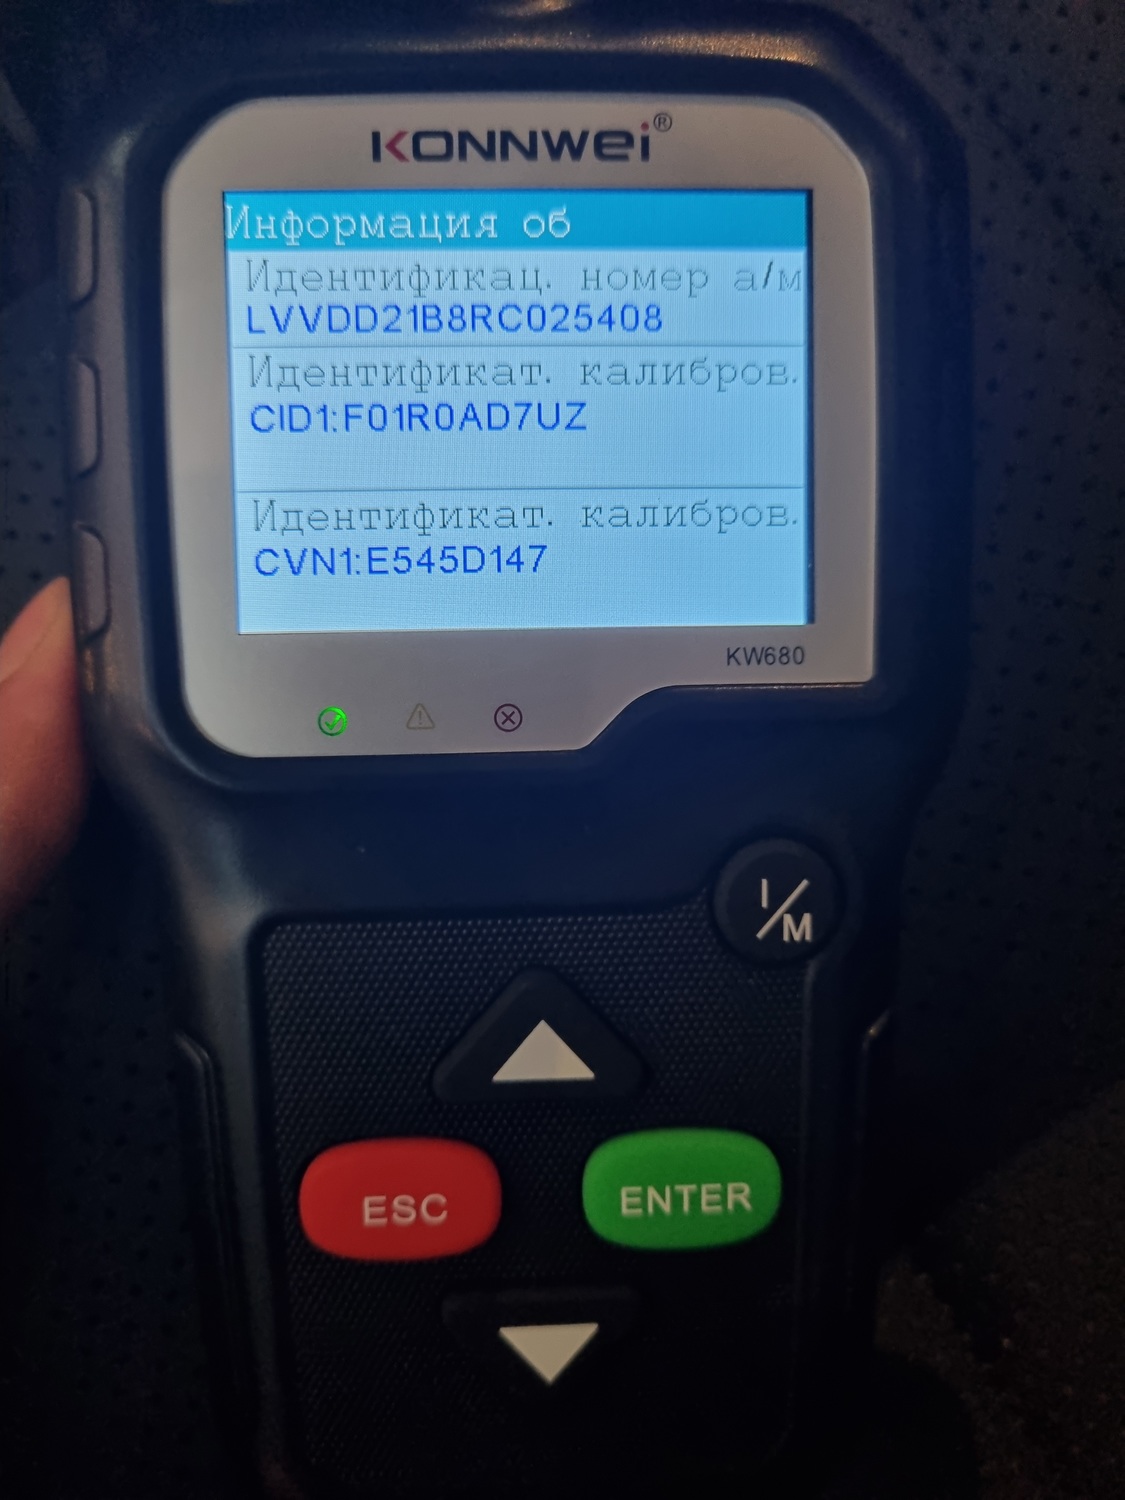 KONNWEI®
Информация об
Идентификац. номер а/м
LVVDD21B8RC025408
Идентификат. калибров.
CID1:F01R0AD7UZ
Идентификат. калибров.
CVN1:E545D147
KW680
I/M
ESC
ENTER